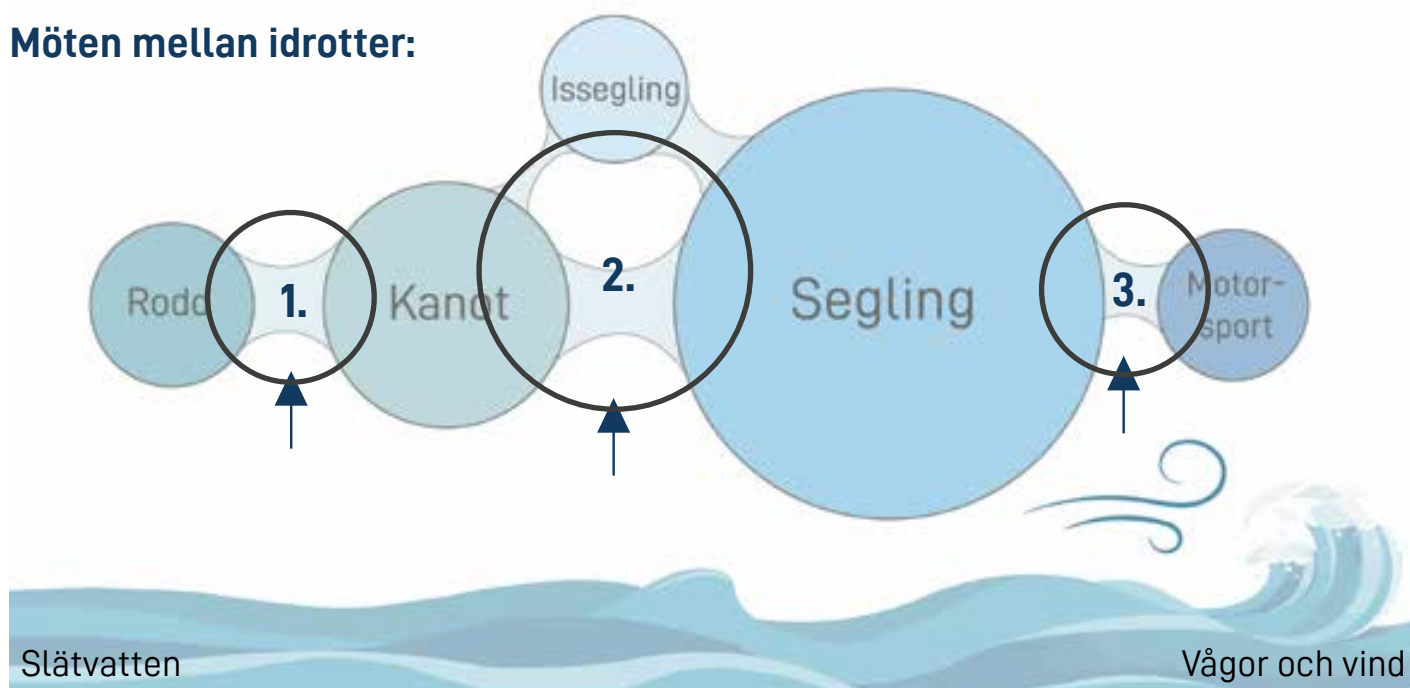 Möten mellan idrotter:
Issegling
Rodd
1.
Kanot
2.
Segling
3.
Motor-
sport
Slätvatten
Vågor och vind